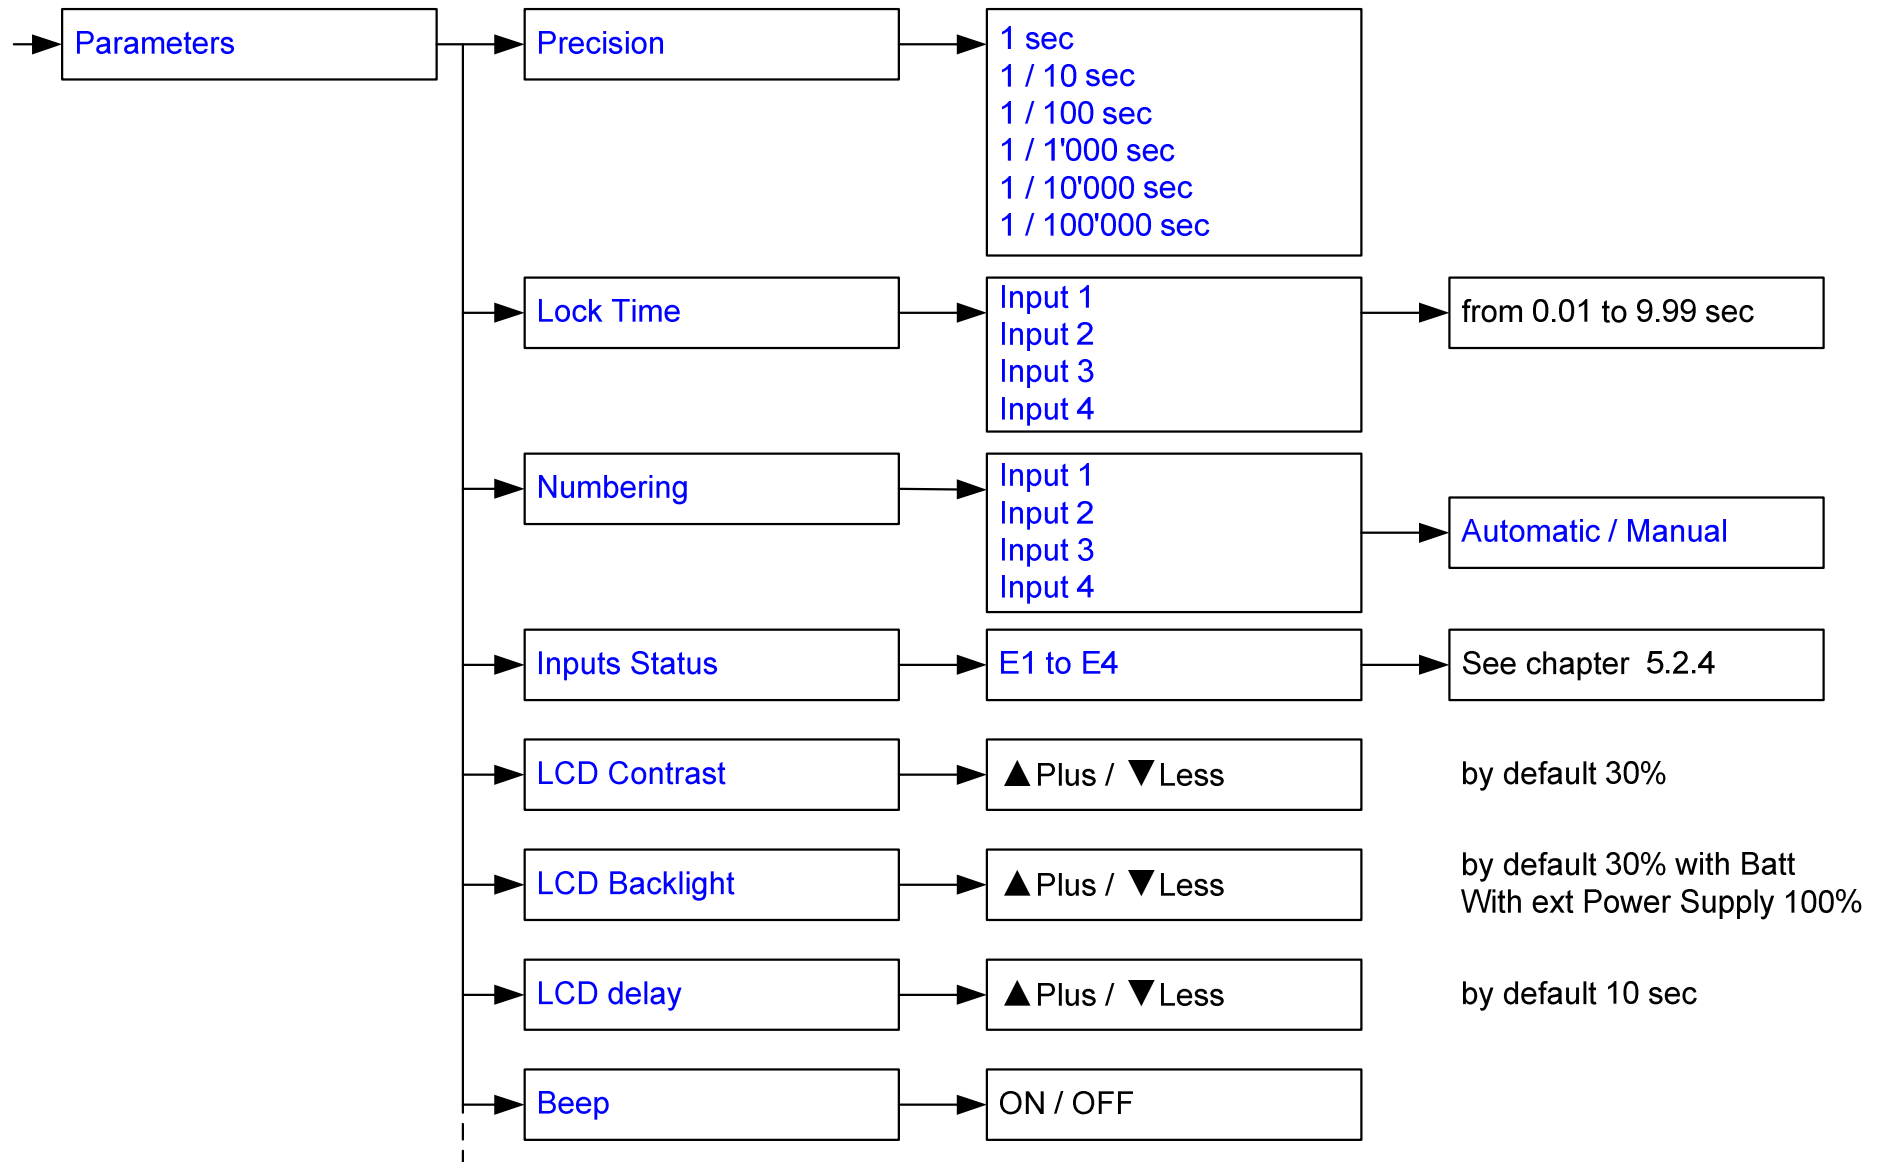 Parameters
Precision
1 sec
1 / 10 sec
1 / 100 sec
1 / 1'000 sec
1 / 10'000 sec
1 / 100'000 sec
Lock Time
Input 1
Input 2
Input 3
Input 4
from 0.01 to 9.99 sec
Numbering
Input 1
Input 2
Input 3
Input 4
Automatic / Manual
Inputs Status
E1 to E4
See chapter  5.2.4
LCD Contrast
▲Plus / ▼Less
by default 30%
LCD Backlight
▲Plus / ▼Less
by default 30% with Batt
With ext Power Supply 100%
LCD delay
▲Plus / ▼Less
by default 10 sec
Beep
ON / OFF